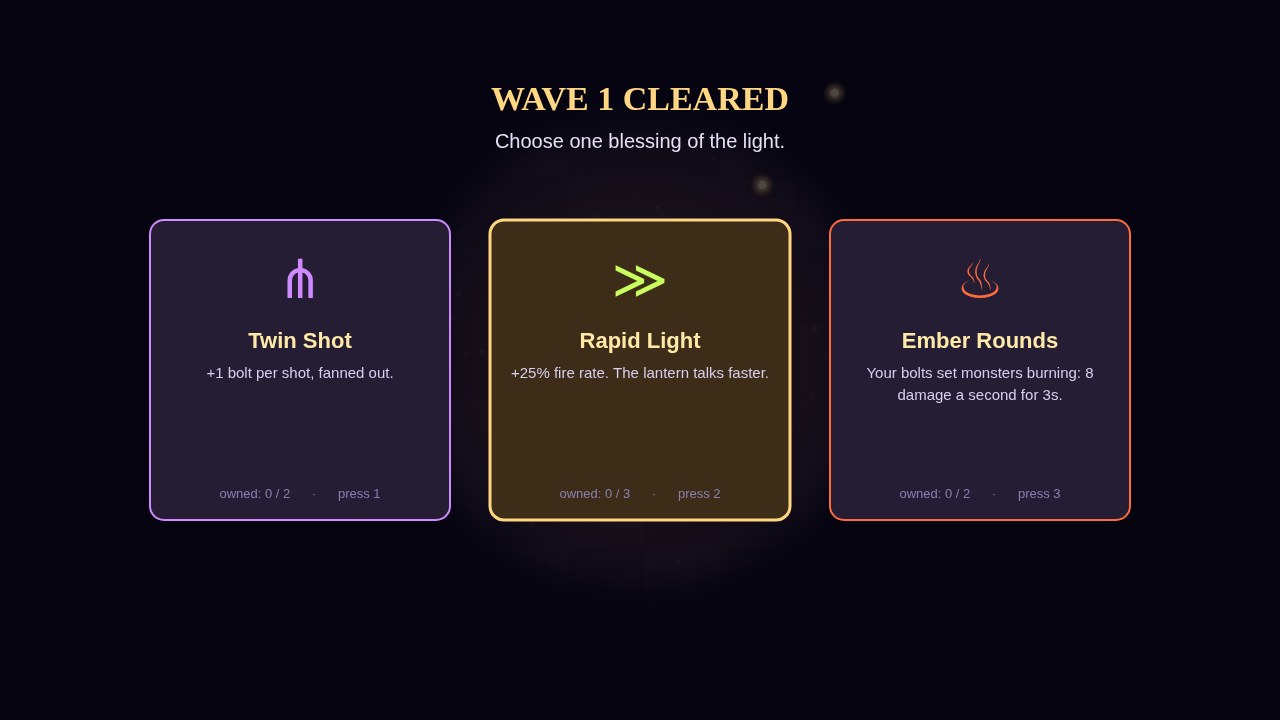 WAVE 1 CLEARED
Choose one blessing of the light.
Twin Shot
+1 bolt per shot, fanned out.
owned: 0 / 2 · press 1
Rapid Light
+25% fire rate. The lantern talks faster.
owned: 0 / 3 · press 2
Ember Rounds
Your bolts set monsters burning: 8
damage a second for 3s.
owned: 0 / 2 · press 3